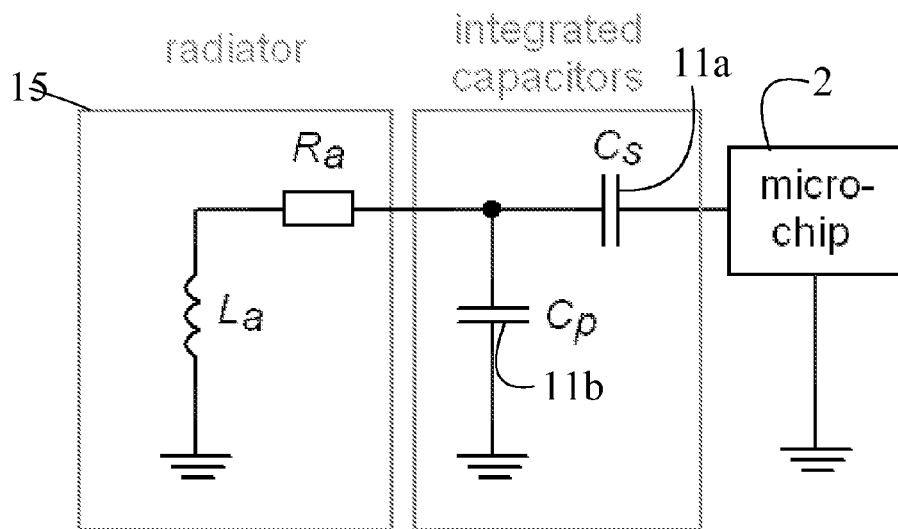 radiator
integrated
capacitors
11a
2
15
Ra
Cs
micro-
chip
La
Cp
11b